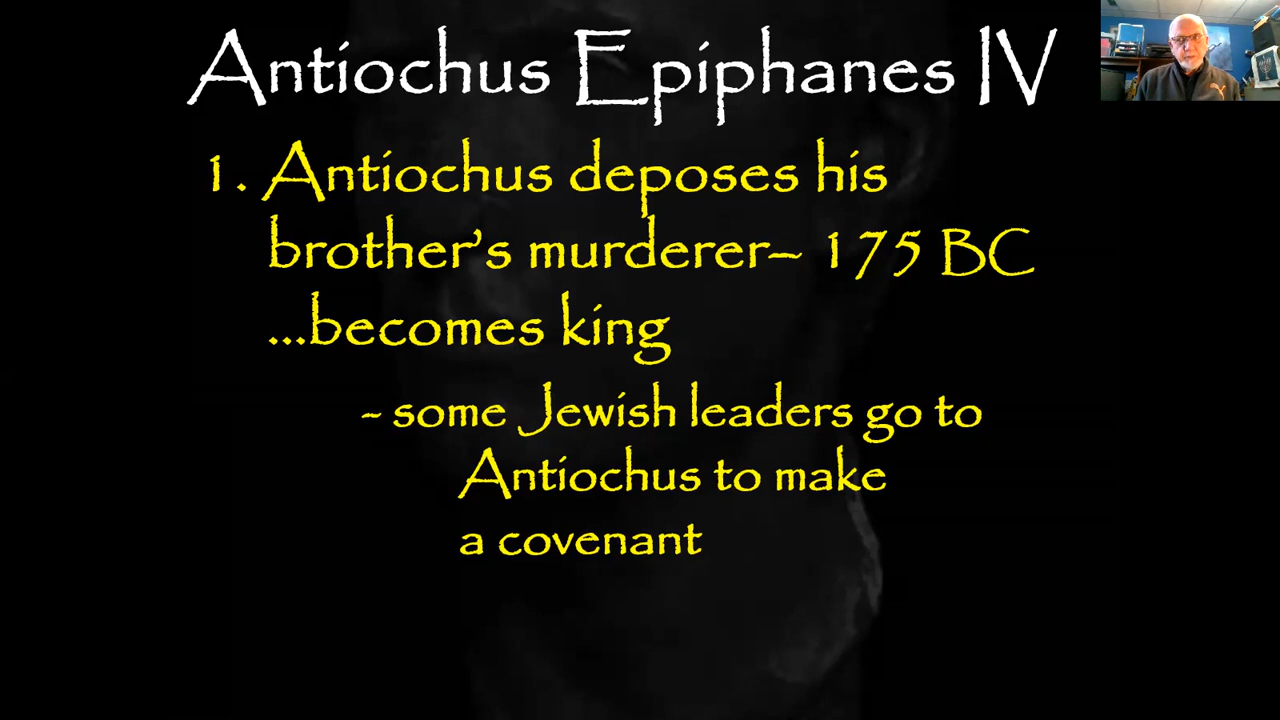 Antiochus Epiphanes IV
1. Antiochus deposes his
brother's murderer– 175 BC
...becomes king
- some Jewish leaders go to
Antiochus to make
a covenant